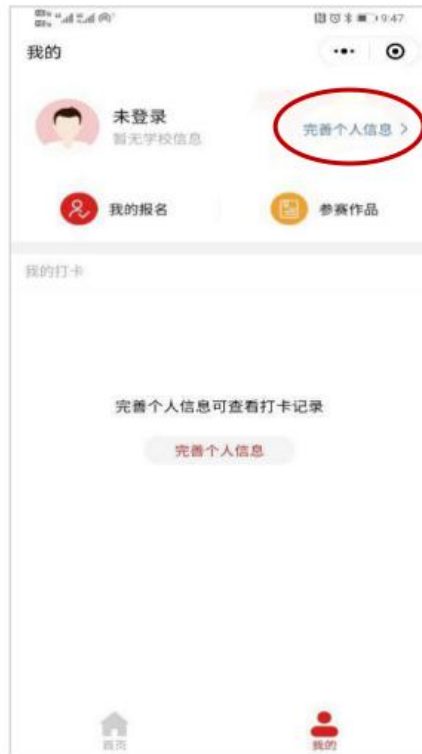 9:47
我的
未登录
完善个人信息 >
暂无学校信息
我的报名
参赛作品
我的打卡
完善个人信息可查看打卡记录
完善个人信息
首页
我的